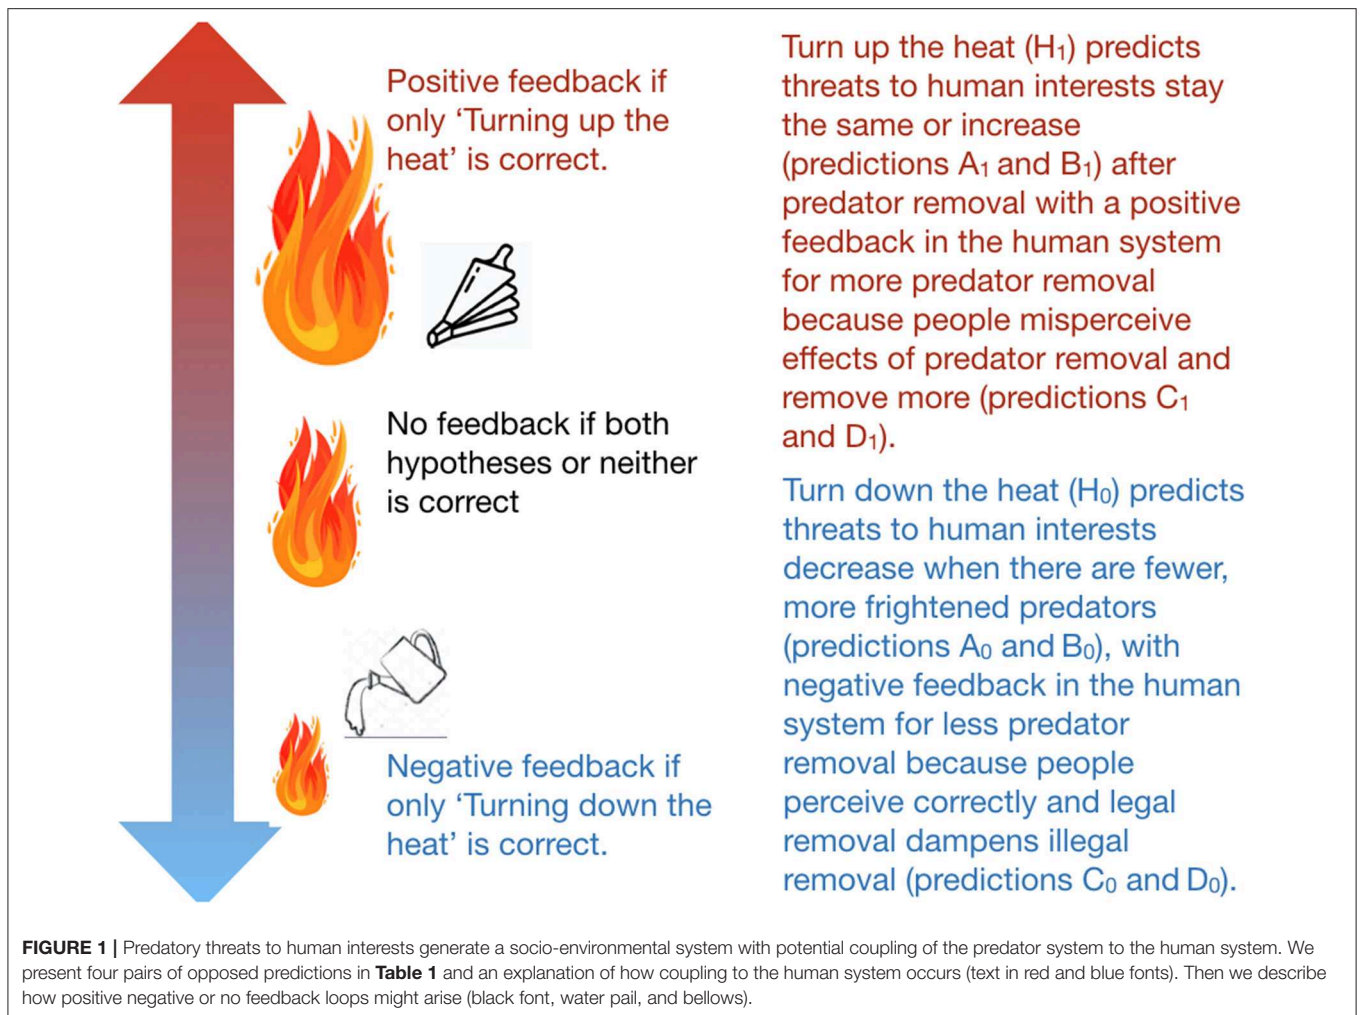 Positive feedback if
only ‘Turning up the
heat’ is correct.
No feedback if both
hypotheses or neither
is correct
Negative feedback if
only ‘Turning down the
heat’ is correct.
Turn up the heat (H₁) predicts
threats to human interests stay
the same or increase
(predictions A₁ and B₁) after
predator removal with a positive
feedback in the human system
for more predator removal
because people misperceive
effects of predator removal and
remove more (predictions C₁
and D₁).
Turn down the heat (H₀) predicts
threats to human interests
decrease when there are fewer,
more frightened predators
(predictions A₀ and B₀), with
negative feedback in the human
system for less predator
removal because people
perceive correctly and legal
removal dampens illegal
removal (predictions C₀ and D₀).
FIGURE 1 | Predatory threats to human interests generate a socio-environmental system with potential coupling of the predator system to the human system. We
present four pairs of opposed predictions in Table 1 and an explanation of how coupling to the human system occurs (text in red and blue fonts). Then we describe
how positive negative or no feedback loops might arise (black font, water pail, and bellows).